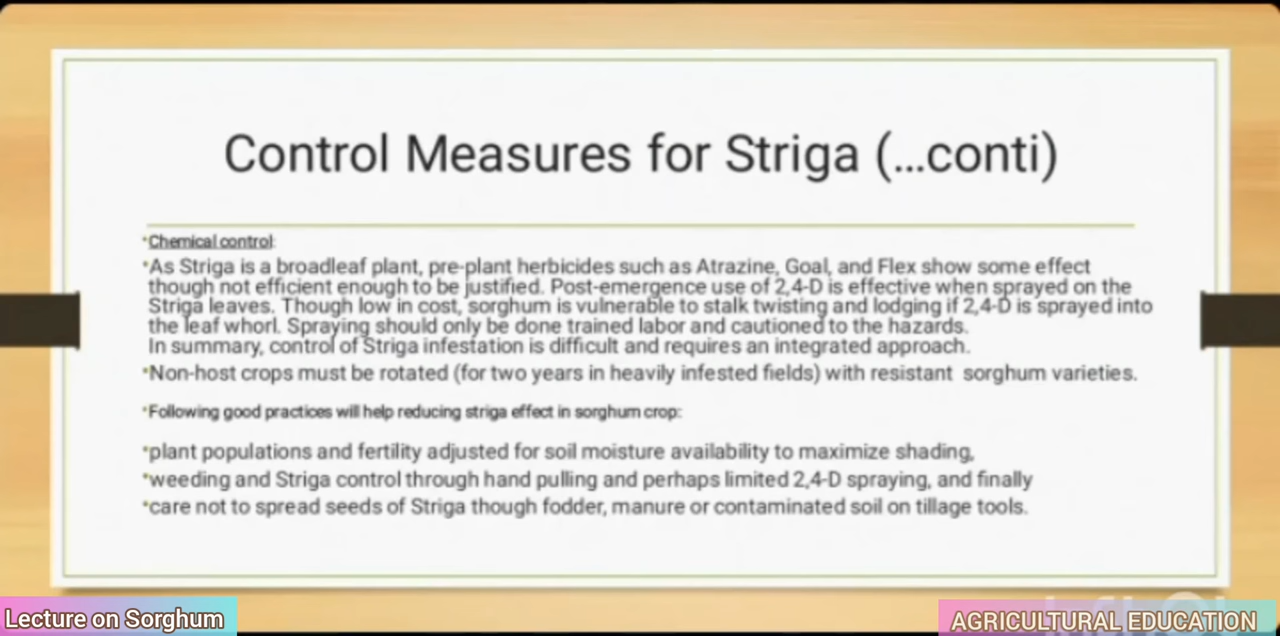 Control Measures for Striga (...conti)
•Chemical control:
•As Striga is a broadleaf plant, pre-plant herbicides such as Atrazine, Goal, and Flex show some effect
though not efficient enough to be justified. Post-emergence use of 2,4-D is effective when sprayed on the
Striga leaves. Though low in cost, sorghum is vulnerable to stalk twisting and lodging if 2,4-D is sprayed into
the leaf whorl. Spraying should only be done trained labor and cautioned to the hazards.
In summary, control of Striga infestation is difficult and requires an integrated approach.
•Non-host crops must be rotated (for two years in heavily infested fields) with resistant sorghum varieties.
•Following good practices will help reducing striga effect in sorghum crop:
•plant populations and fertility adjusted for soil moisture availability to maximize shading,
•weeding and Striga control through hand pulling and perhaps limited 2,4-D spraying, and finally
•care not to spread seeds of Striga though fodder, manure or contaminated soil on tillage tools.
Lecture on Sorghum
AGRICULTURAL EDUCATION